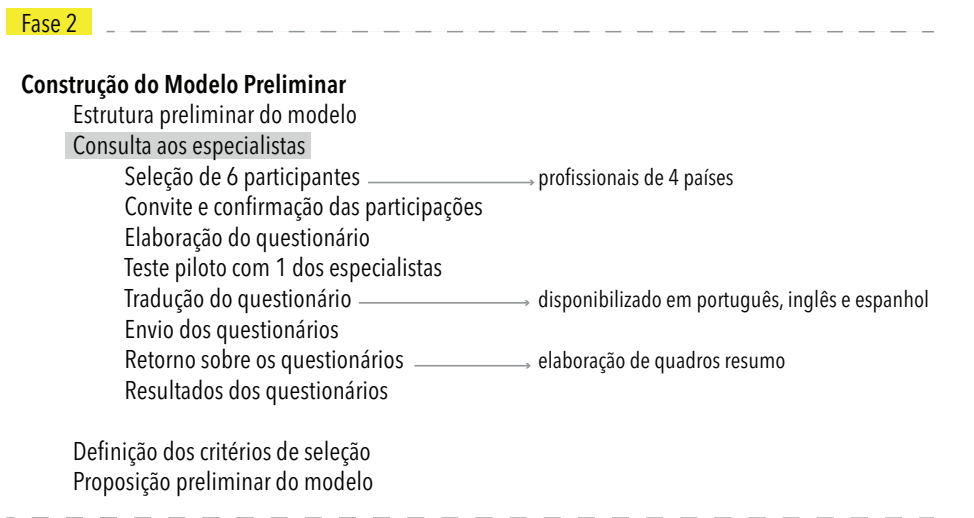 Fase 2
Construção do Modelo Preliminar
Estrutura preliminar do modelo
Consulta aos especialistas
Seleção de 6 participantes profissionais de 4 países
Convite e confirmação das participações
Elaboração do questionário
Teste piloto com 1 dos especialistas
Tradução do questionário disponibilizado em português, inglês e espanhol
Envio dos questionários
Retorno sobre os questionários elaboração de quadros resumo
Resultados dos questionários
Definição dos critérios de seleção
Proposição preliminar do modelo